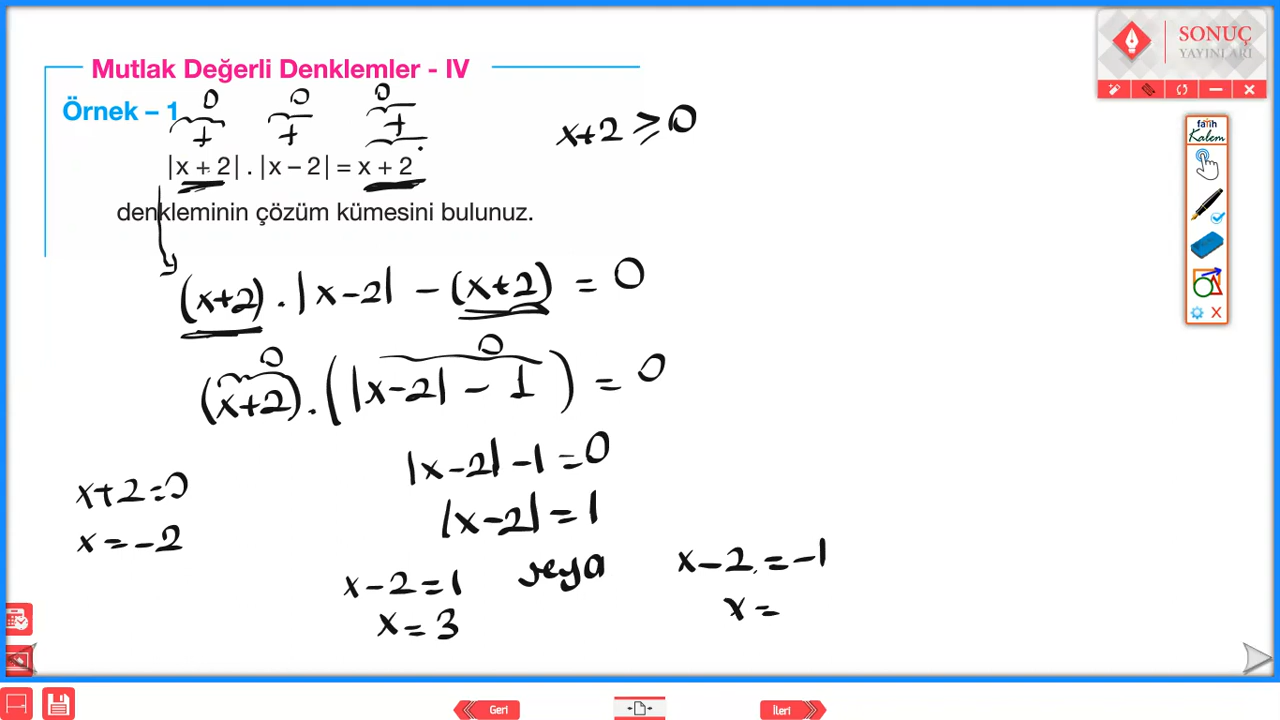 SONUÇ
YAYINLARI
Mutlak Değerli Denklemler - IV
Örnek – 1
0 0 0
+ + +
x+2 ≥ 0
|x + 2| . |x – 2| = x + 2
denkleminin çözüm kümesini bulunuz.
fatih
Kalem
(x+2) . |x-2| - (x+2) = 0
0 0
(x+2) . (|x-2| - 1) = 0
|x-2| -1 = 0
x+2=0
|x-2| = 1
x = -2
x-2 = 1 veya x-2 = -1
x = 3 x =
Geri
İleri